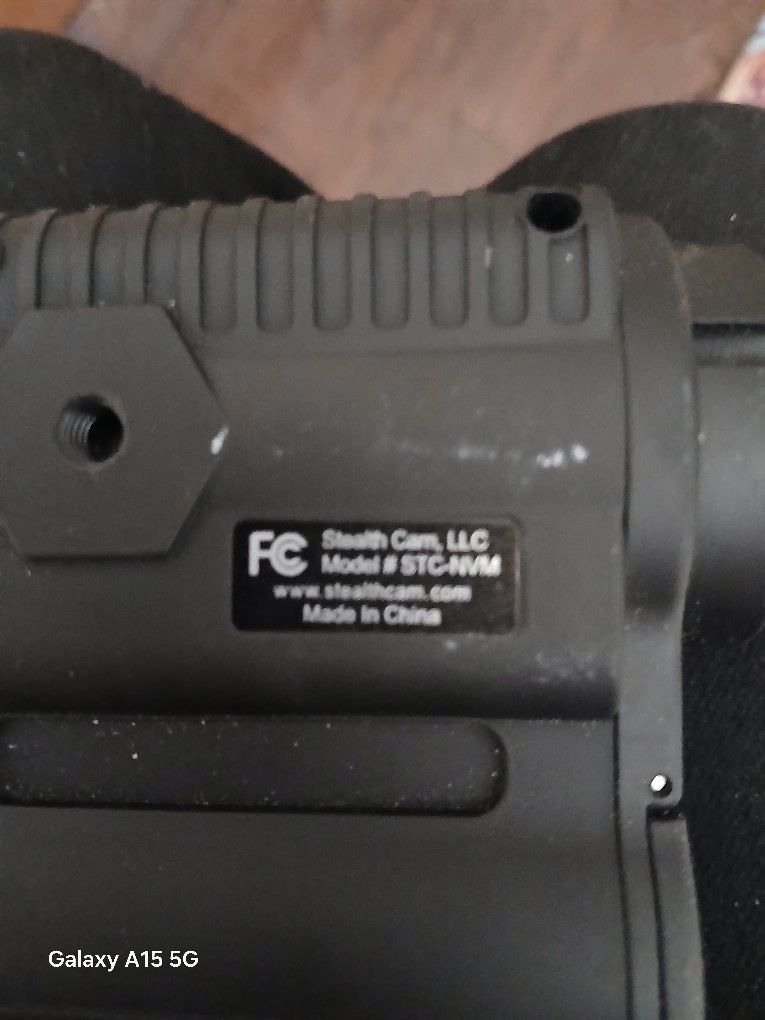 FC Stealth Cam, LLC
Model # STC-NVM
www.stealthcam.com
Made In China
Galaxy A15 5G